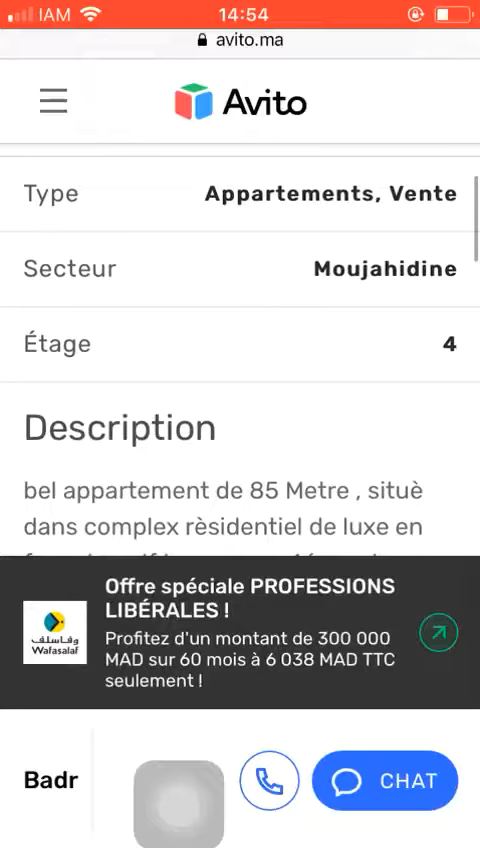 IAM
14:54
avito.ma
Avito
Type
Appartements, Vente
Secteur
Moujahidine
Étage
4
Description
bel appartement de 85 Metre , situè
dans complex rèsidentiel de luxe en
Offre spéciale PROFESSIONS
LIBÉRALES !
Profitez d'un montant de 300 000
MAD sur 60 mois à 6 038 MAD TTC
seulement !
وفاسلف
Wafasalaf
Badr
CHAT